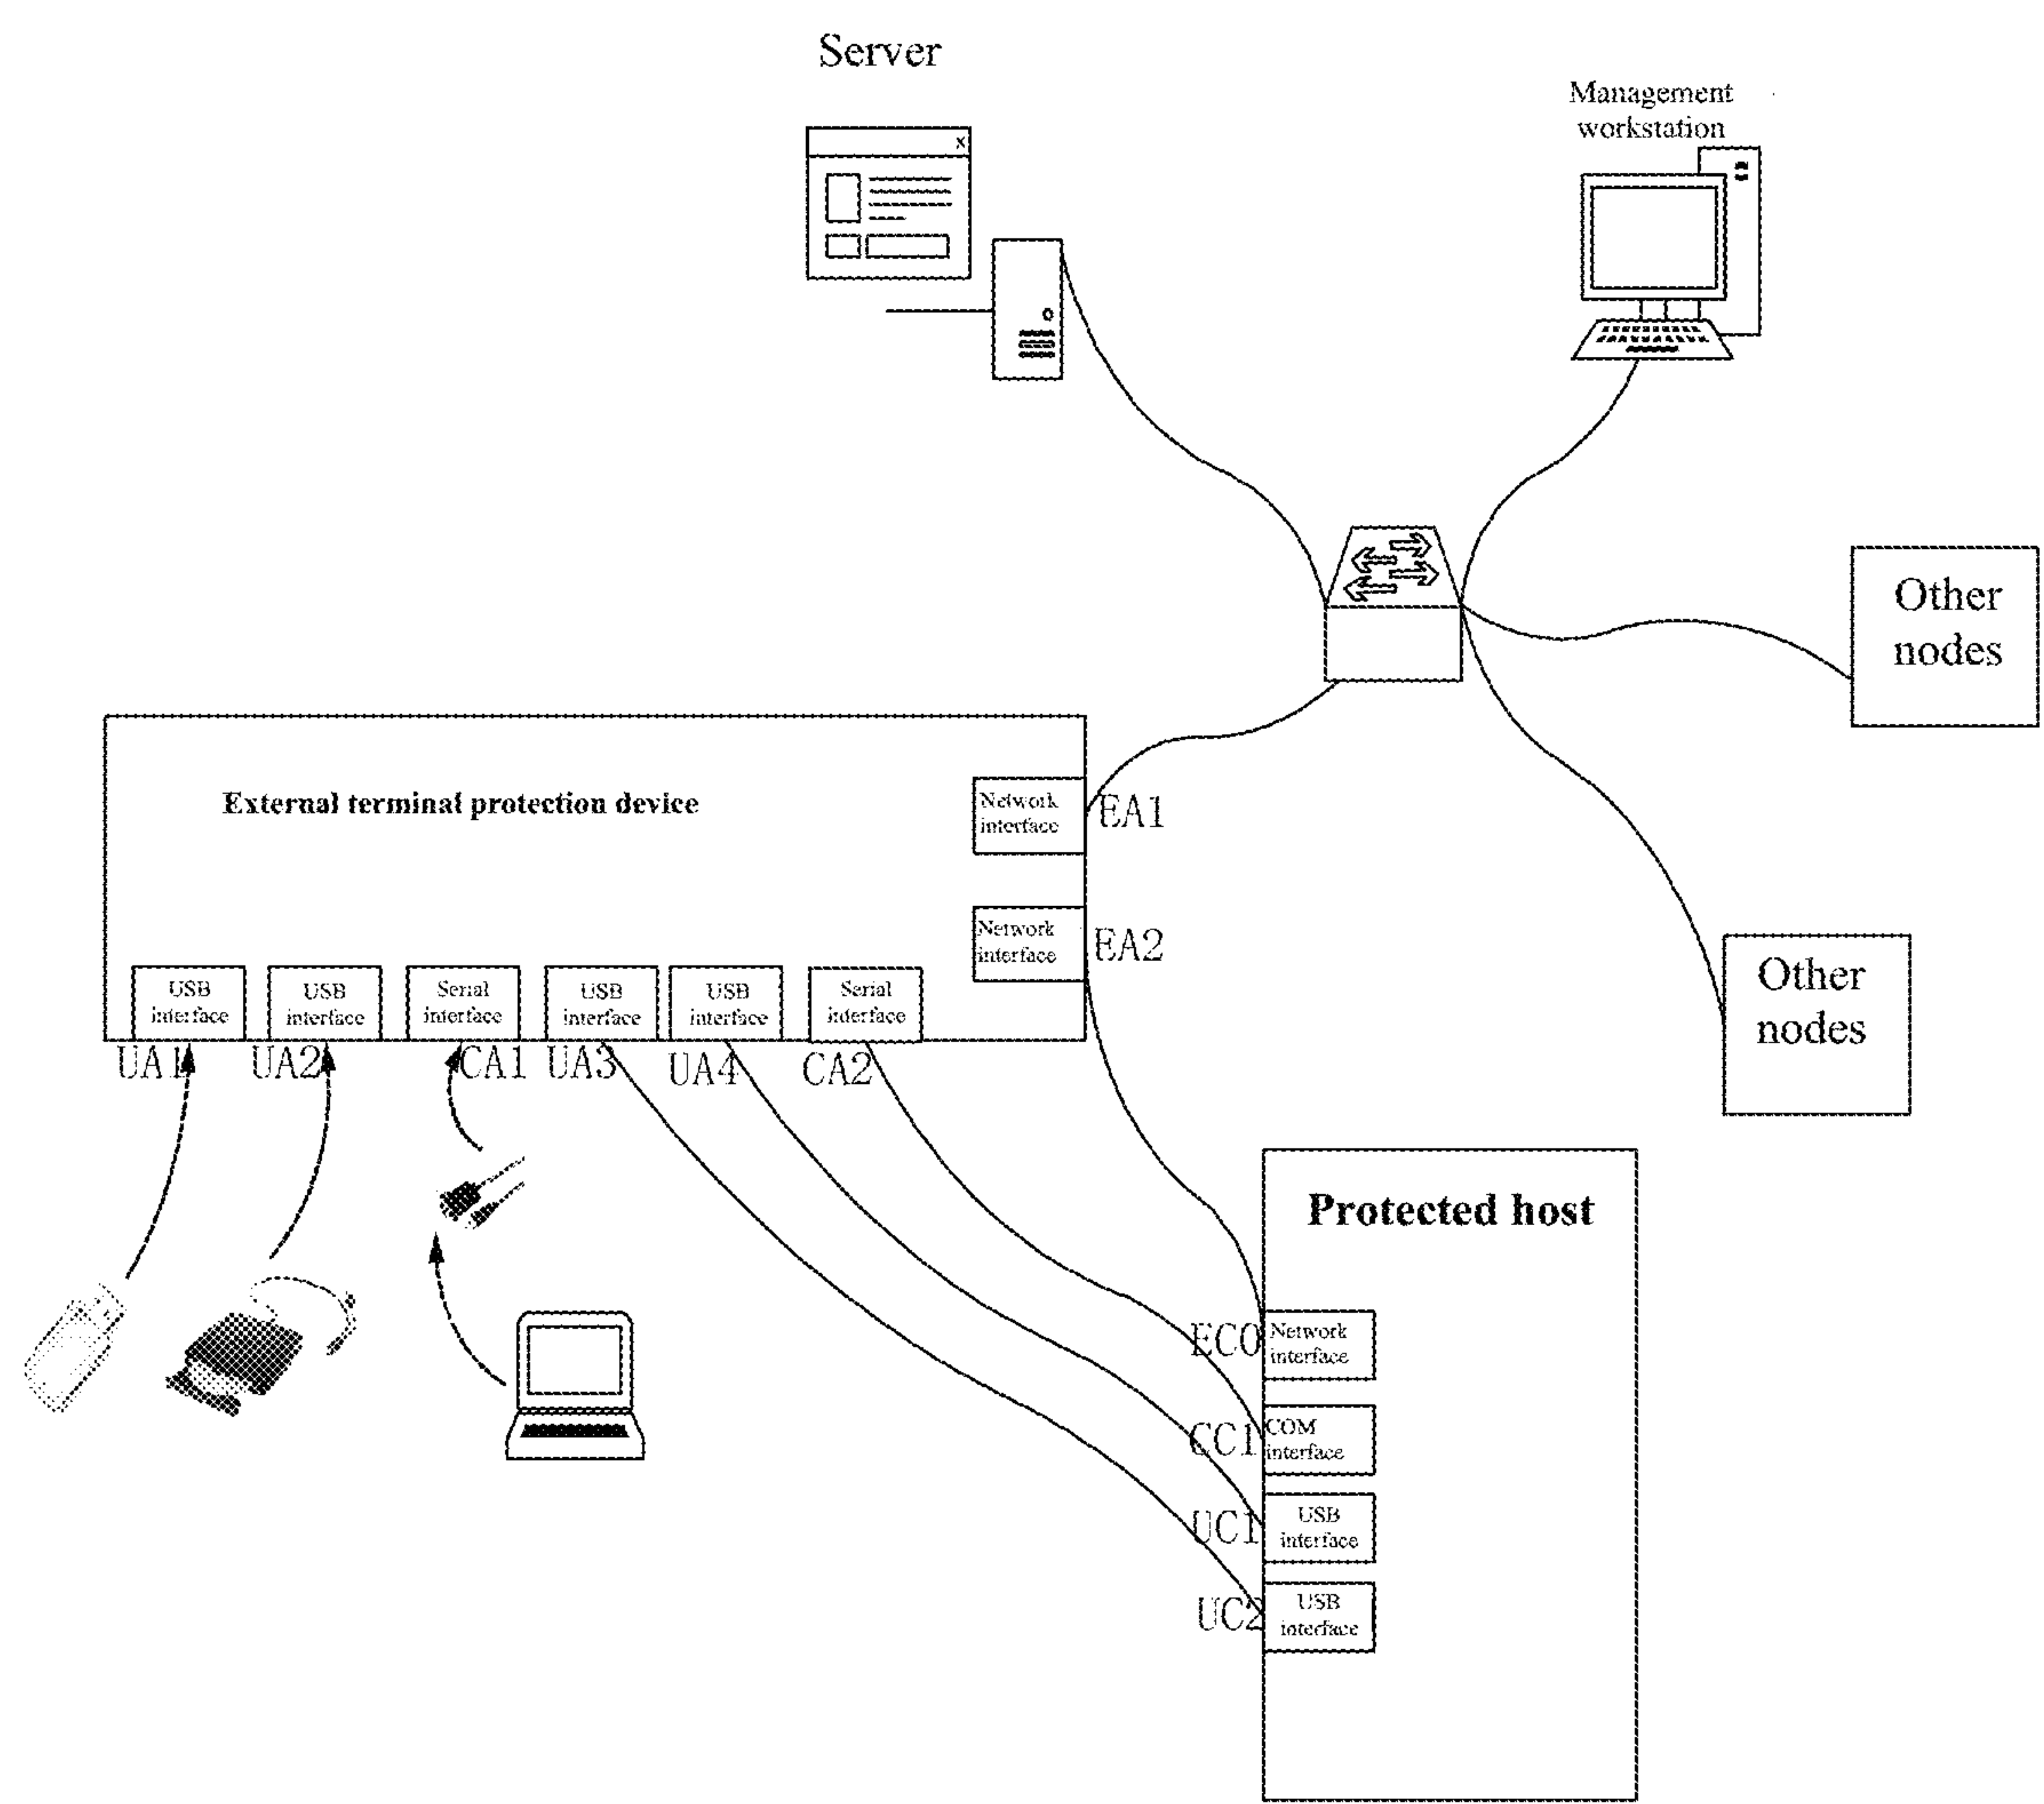 Server
Management
workstation
x
Other
nodes
External terminal protection device
Network
interface
EA1
Network
interface
EA2
USB
interface
USB
interface
Serial
interface
USB
interface
USB
interface
Serial
interface
UA1
UA2
CA1
UA3
UA4
CA2
Other
nodes
Protected host
EC0
Network
interface
CC1
COM
interface
UC1
USB
interface
UC2
USB
interface